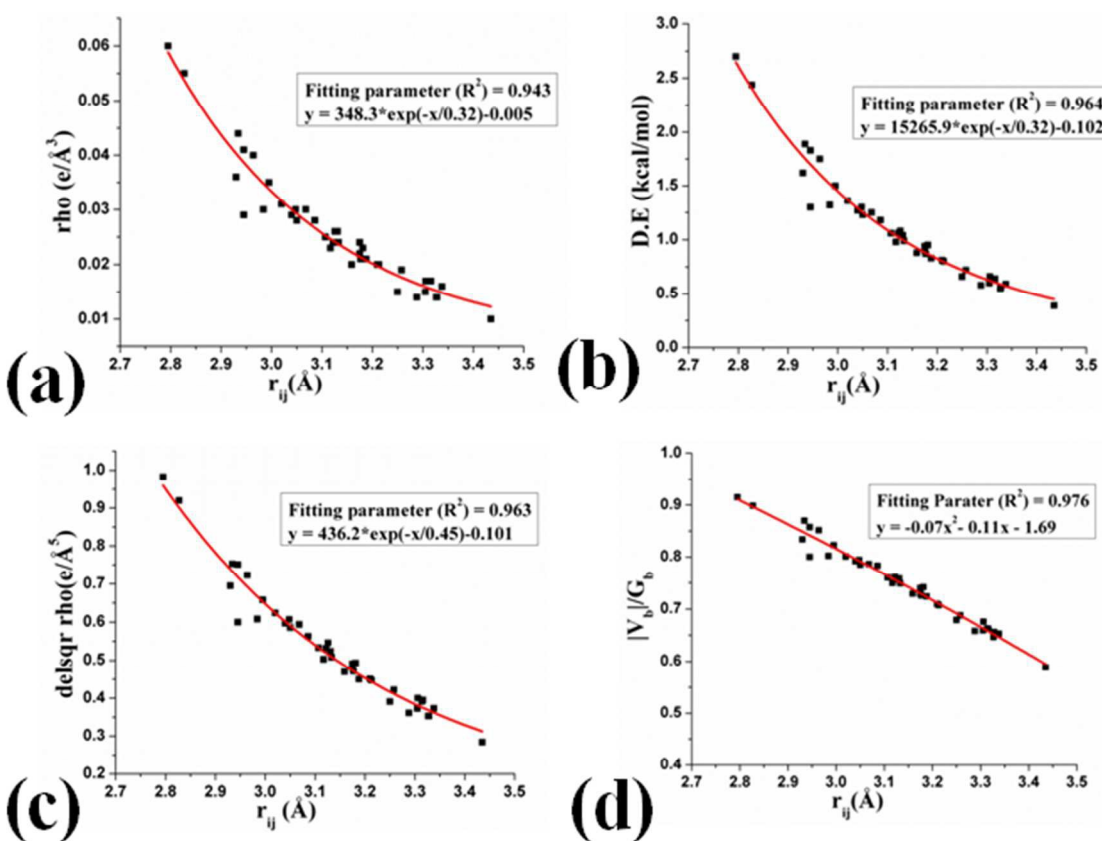 0.06
0.05
0.04
0.03
0.02
0.01
rho (e/Å³)
Fitting parameter (R²) = 0.943
y = 348.3*exp(-x/0.32)-0.005
2.7 2.8 2.9 3.0 3.1 3.2 3.3 3.4 3.5
r_ij(Å)
(a)
3.0
2.5
2.0
1.5
1.0
0.5
0.0
D.E (kcal/mol)
Fitting parameter (R²) = 0.964
y = 15265.9*exp(-x/0.32)-0.102
2.7 2.8 2.9 3.0 3.1 3.2 3.3 3.4 3.5
r_ij(Å)
(b)
1.0
0.9
0.8
0.7
0.6
0.5
0.4
0.3
0.2
delsqr rho(e/Å⁵)
Fitting parameter (R²) = 0.963
y = 436.2*exp(-x/0.45)-0.101
2.7 2.8 2.9 3.0 3.1 3.2 3.3 3.4 3.5
r_ij (Å)
(c)
1.0
0.9
0.8
0.7
0.6
0.5
0.4
|V_b|/G_b
Fitting Parater (R²) = 0.976
y = -0.07x² - 0.11x - 1.69
2.7 2.8 2.9 3.0 3.1 3.2 3.3 3.4 3.5
r_ij (Å)
(d)